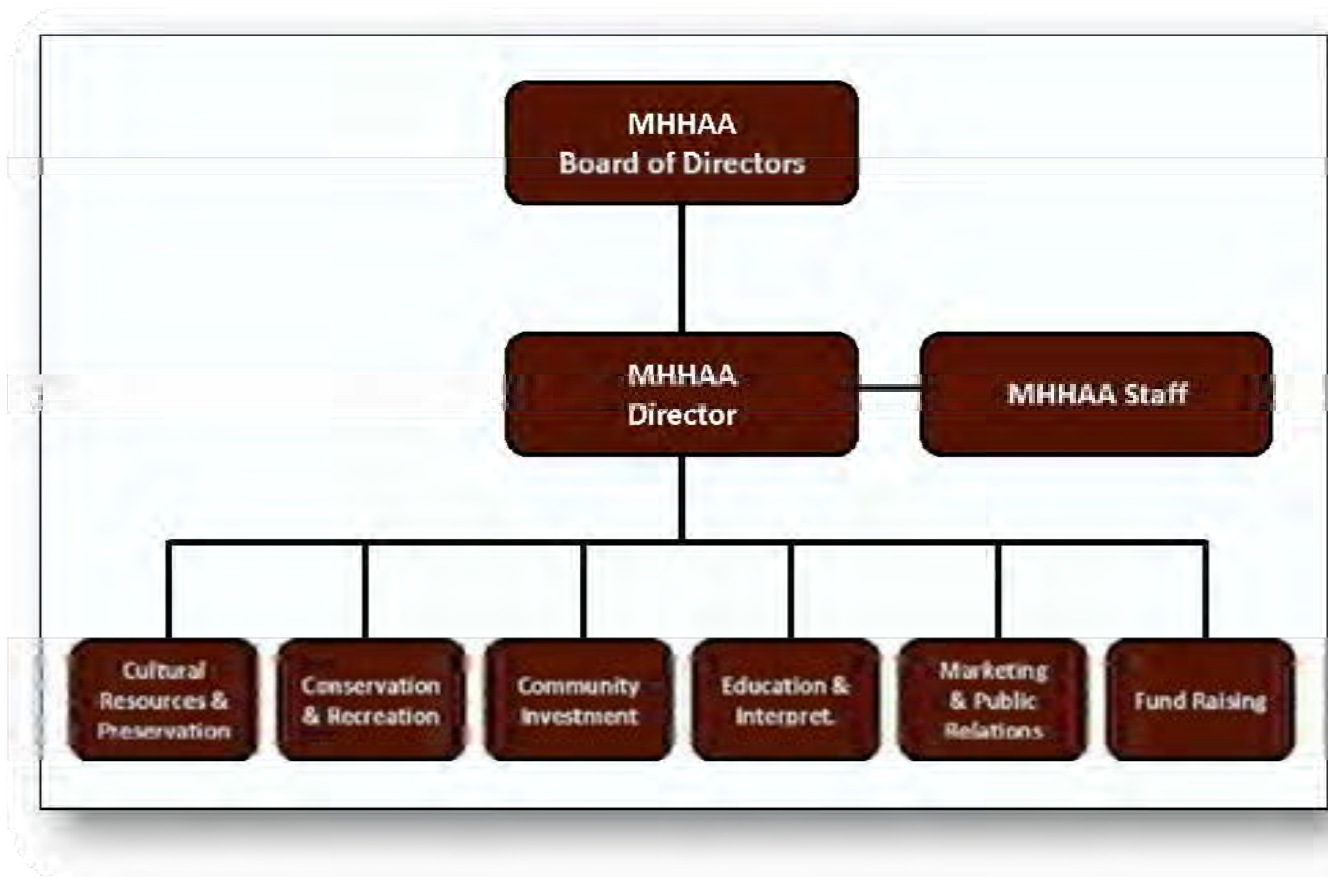 MHHAA
Board of Directors
MHHAA
Director
MHHAA Staff
Cultural
Resources &
Preservation
Conservation
& Recreation
Community
Investment
Education &
Interpret.
Marketing
& Public
Relations
Fund Raising